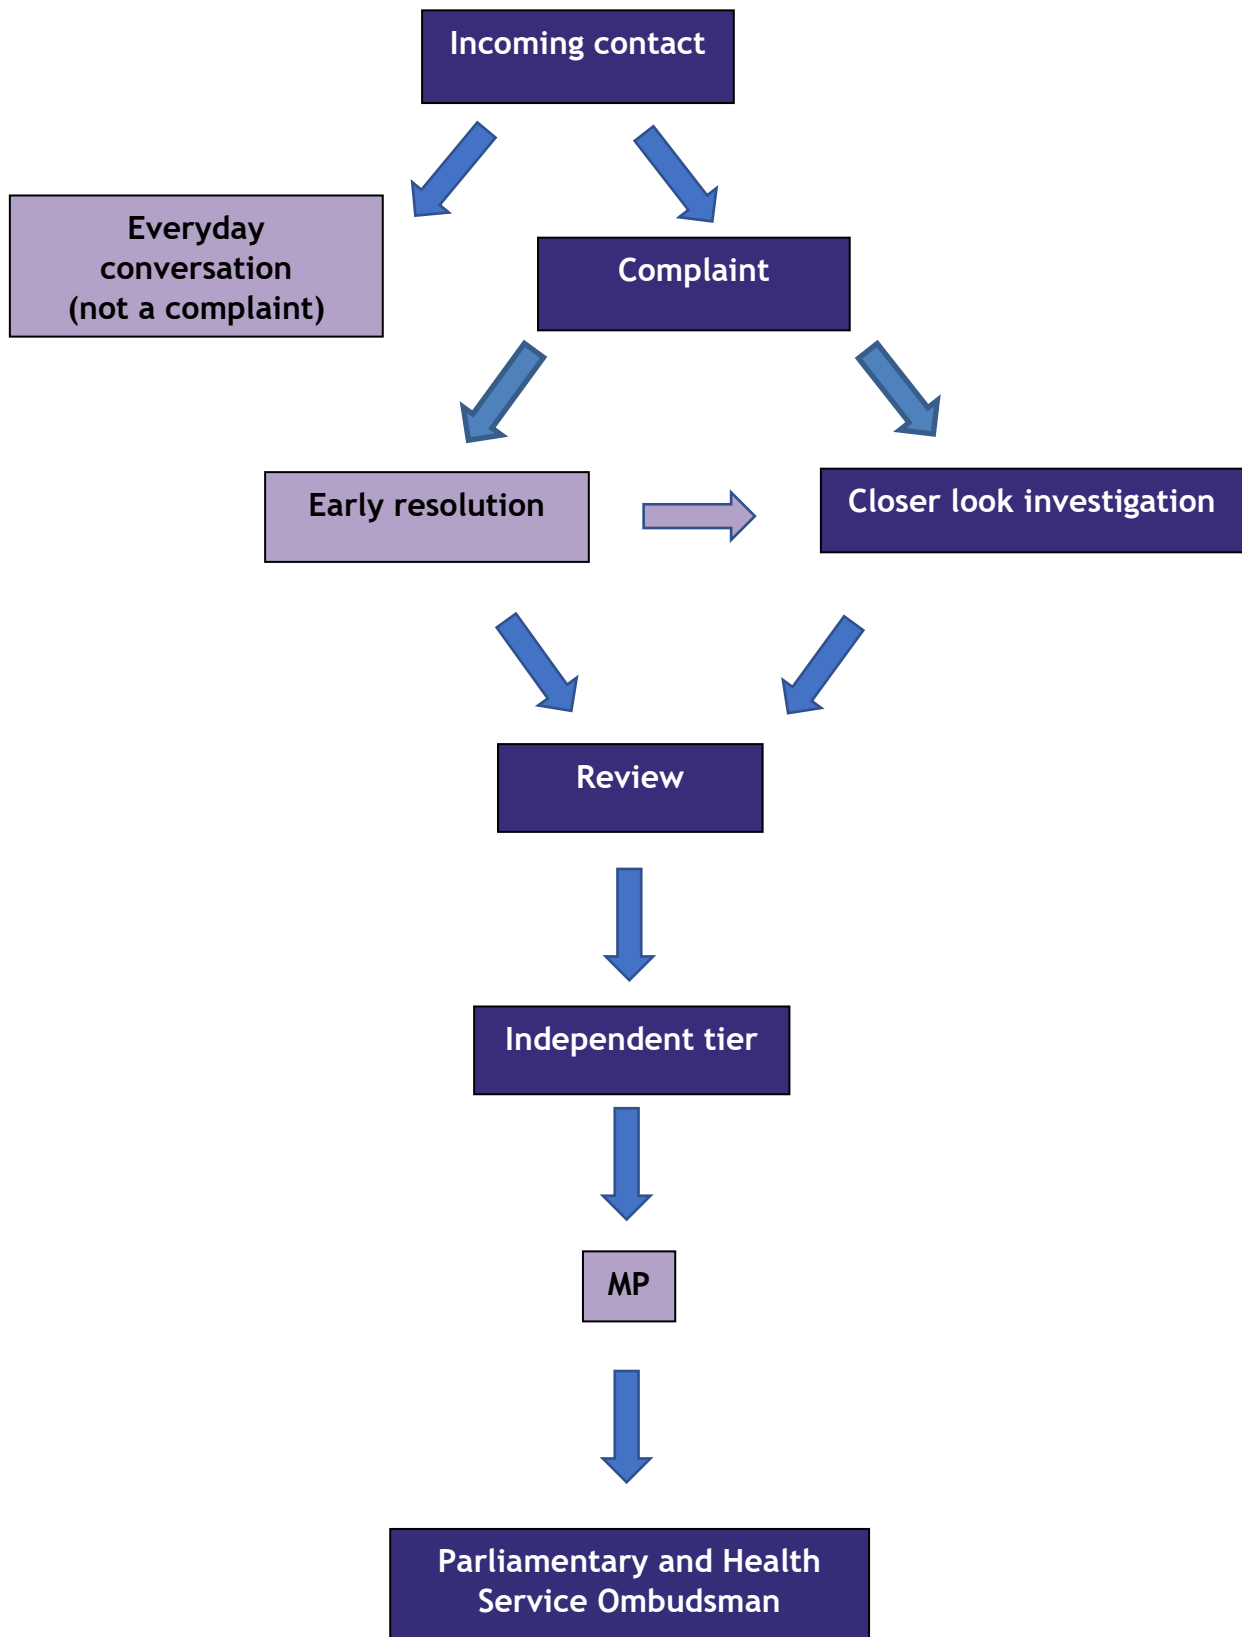 Incoming contact
Everyday
conversation
(not a complaint)
Complaint
Early resolution
Closer look investigation
Review
Independent tier
MP
Parliamentary and Health
Service Ombudsman